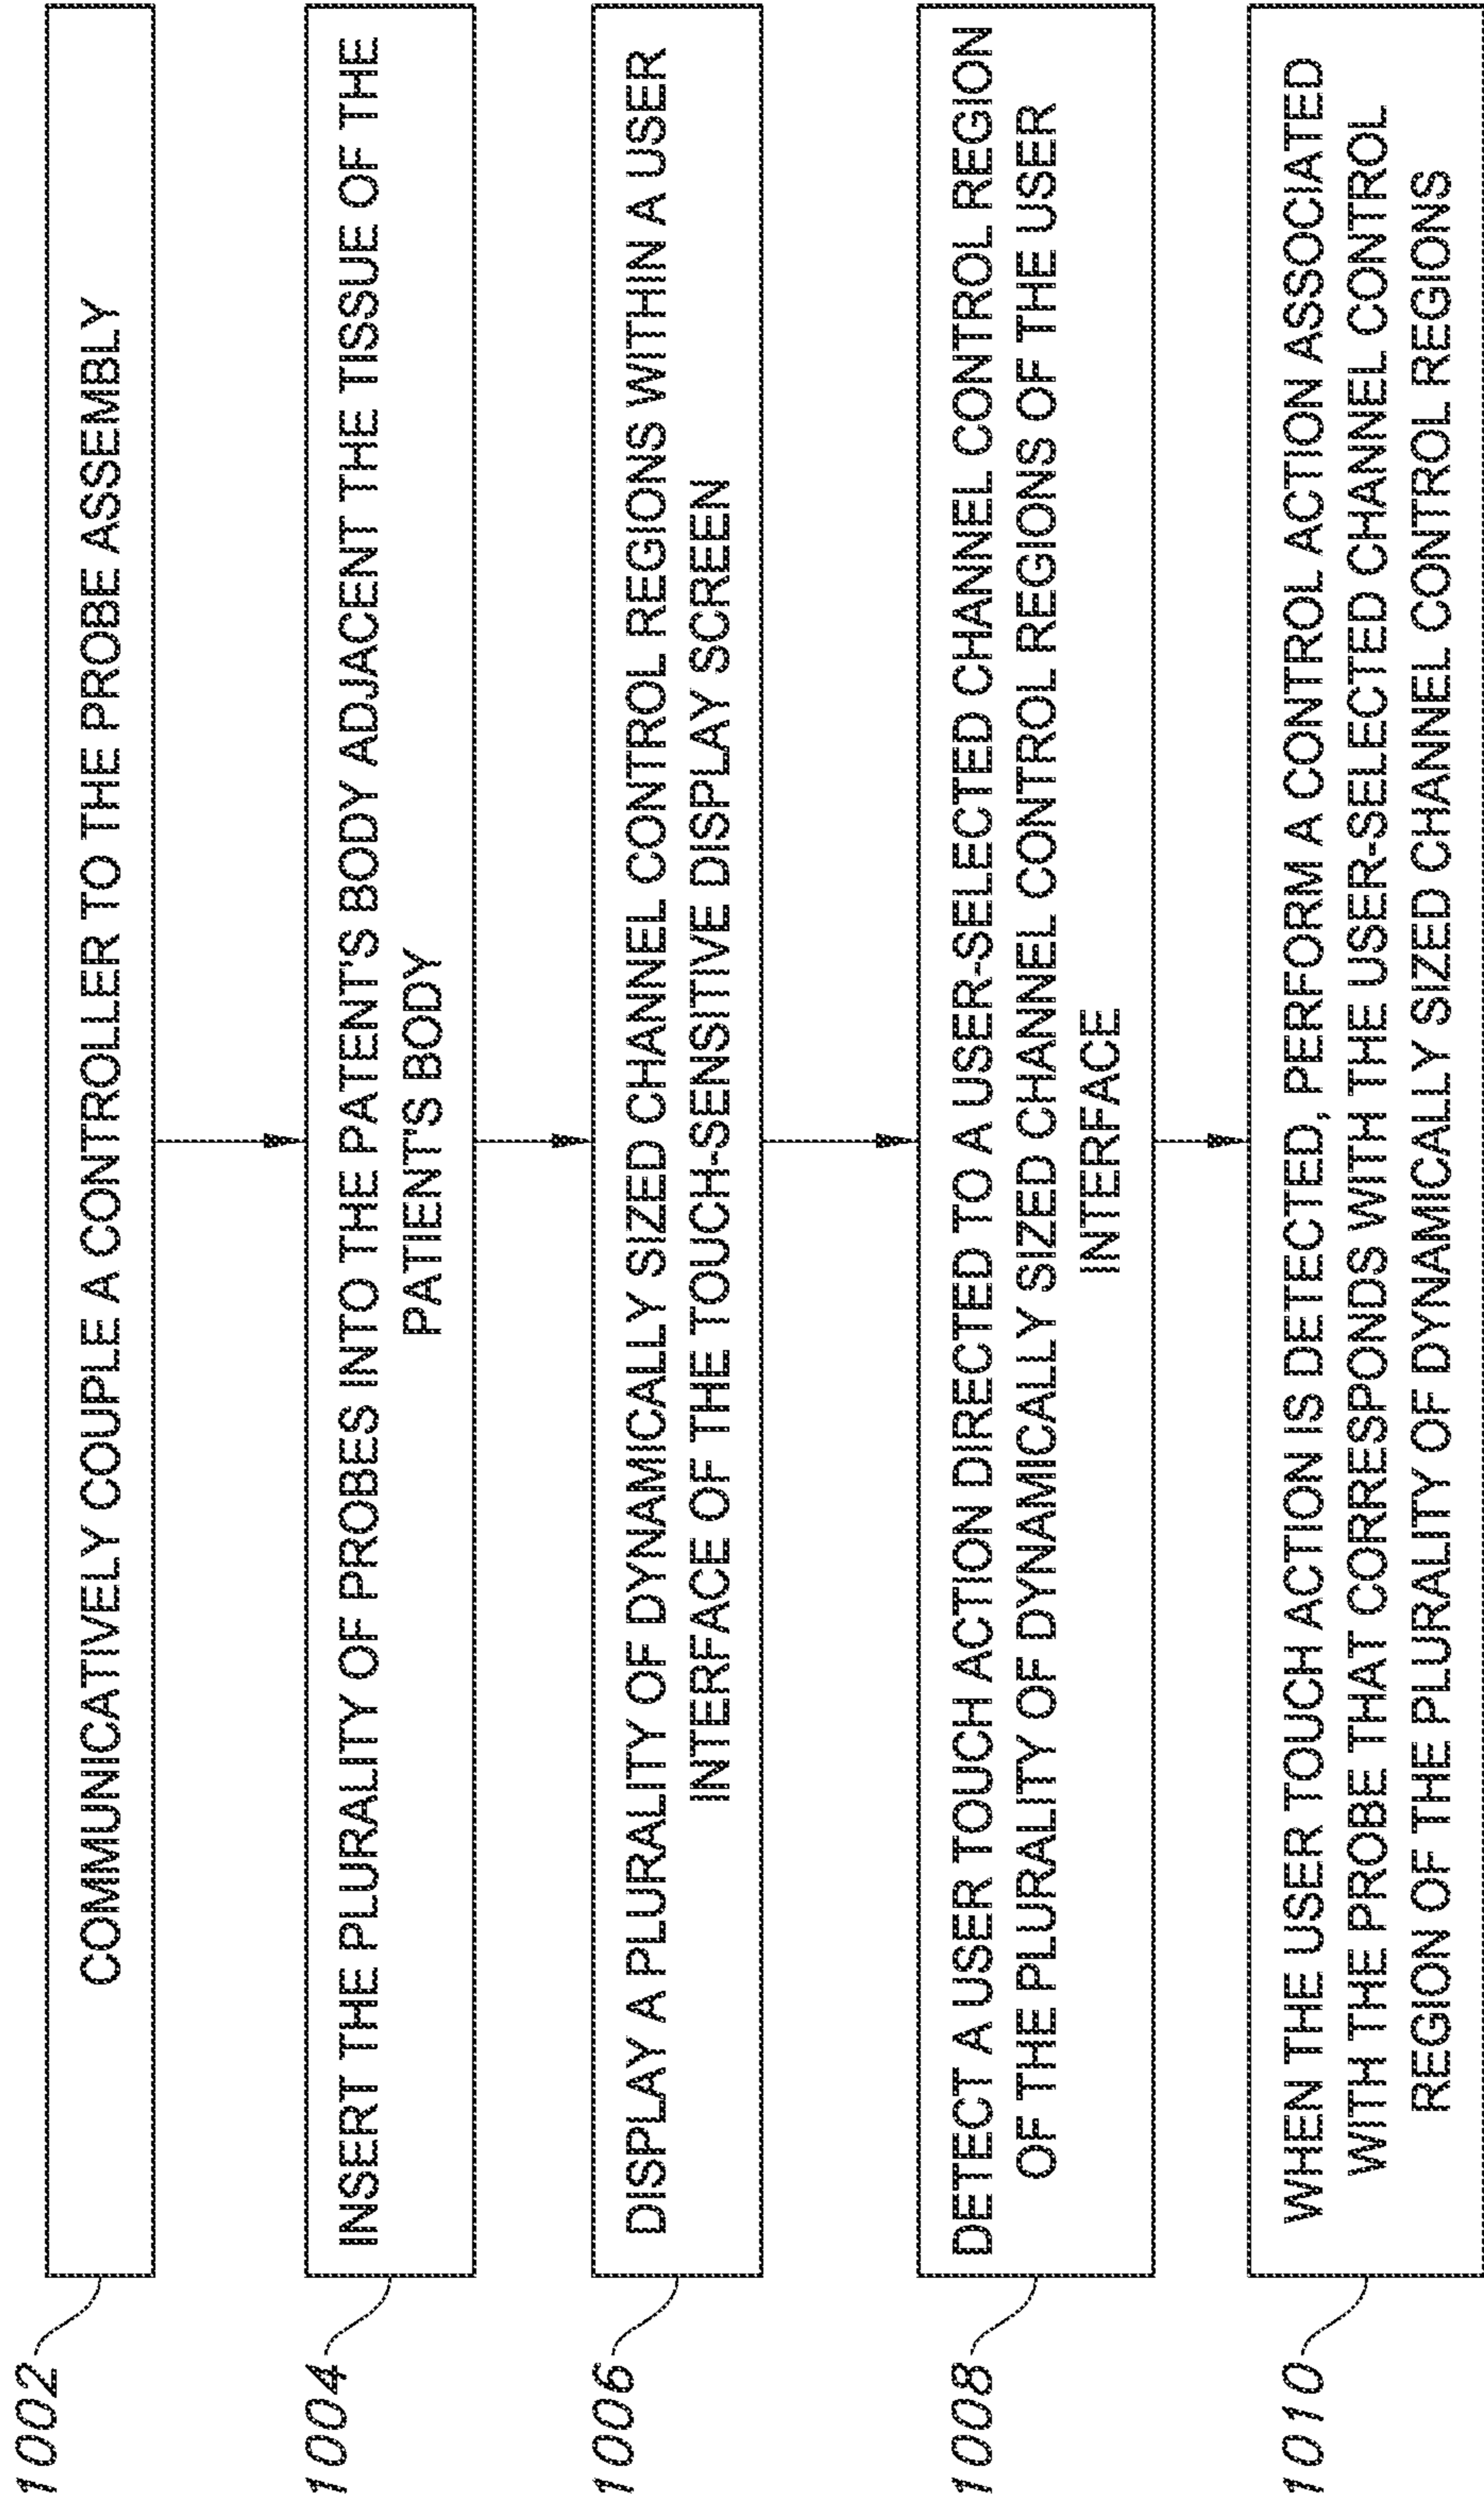 1002
COMMUNICATIVELY COUPLE A CONTROLLER TO THE PROBE ASSEMBLY
1004
INSERT THE PLURALITY OF PROBES INTO THE PATENT'S BODY ADJACENT THE TISSUE OF THE
PATIENT'S BODY
1006
DISPLAY A PLURALITY OF DYNAMICALLY SIZED CHANNEL CONTROL REGIONS WITHIN A USER
INTERFACE OF THE TOUCH-SENSITIVE DISPLAY SCREEN
1008
DETECT A USER TOUCH ACTION DIRECTED TO A USER-SELECTED CHANNEL CONTROL REGION
OF THE PLURALITY OF DYNAMICALLY SIZED CHANNEL CONTROL REGIONS OF THE USER
INTERFACE
1010
WHEN THE USER TOUCH ACTION IS DETECTED, PERFORM A CONTROL ACTION ASSOCIATED
WITH THE PROBE THAT CORRESPONDS WITH THE USER-SELECTED CHANNEL CONTROL
REGION OF THE PLURALITY OF DYNAMICALLY SIZED CHANNEL CONTROL REGIONS